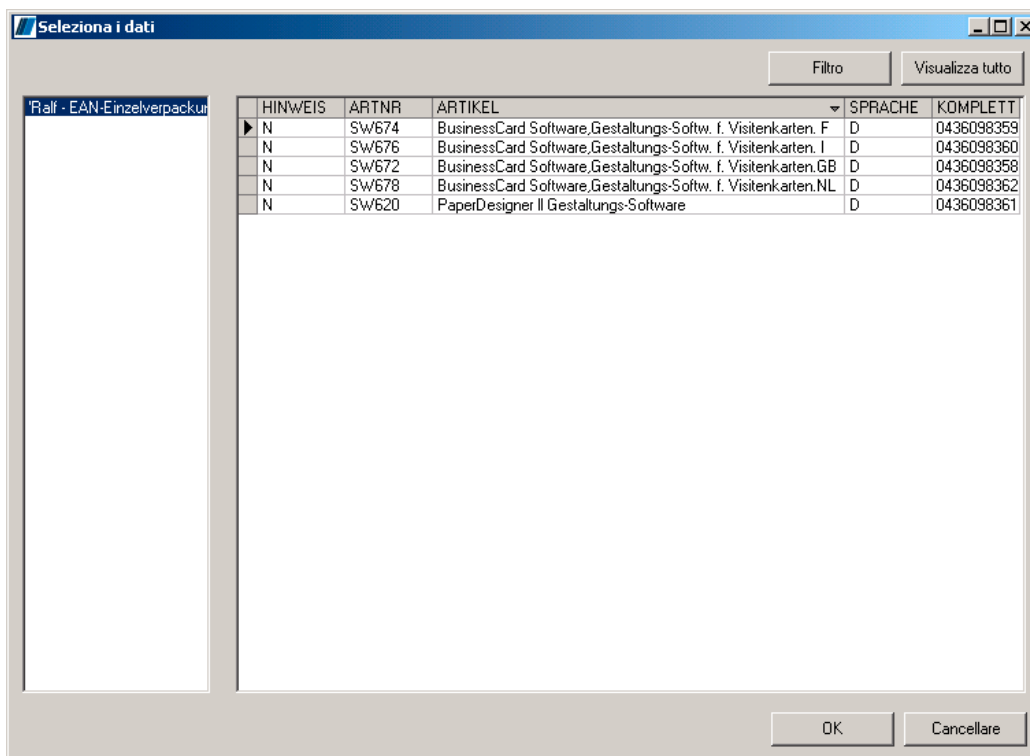 Seleziona i dati
Filtro Visualizza tutto
'Ralf - EAN-Einzelverpackun
HINWEIS ARTNR ARTIKEL SPRACHE KOMPLETT
N SW674 BusinessCard Software,Gestaltungs-Softw. f. Visitenkarten. F D 0436098359
N SW676 BusinessCard Software,Gestaltungs-Softw. f. Visitenkarten. I D 0436098360
N SW672 BusinessCard Software,Gestaltungs-Softw. f. Visitenkarten.GB D 0436098358
N SW678 BusinessCard Software,Gestaltungs-Softw. f. Visitenkarten.NL D 0436098362
N SW620 PaperDesigner II Gestaltungs-Software D 0436098361
OK Cancellare